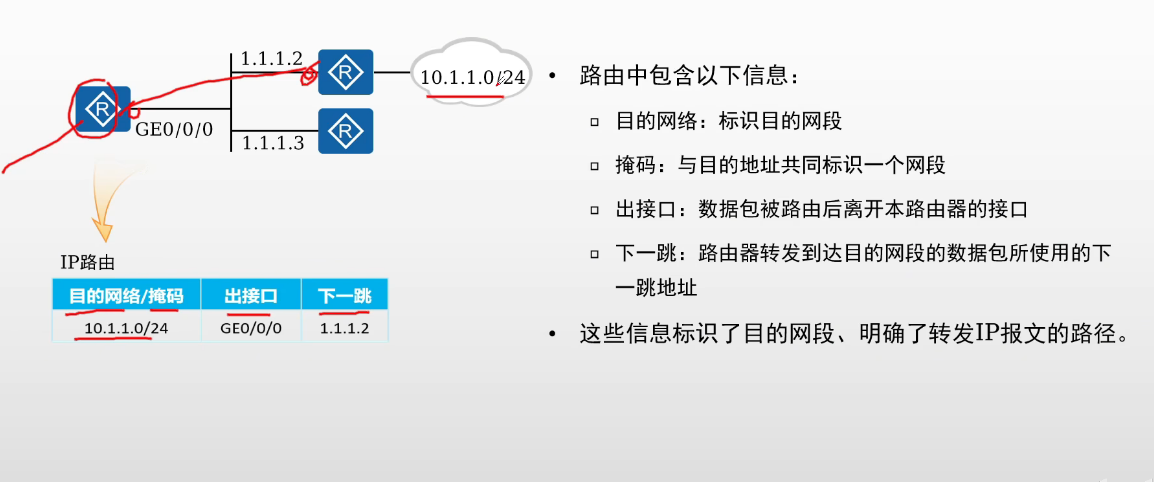 1.1.1.2
R
10.1.1.0/24
R
GE0/0/0
1.1.1.3
R
IP路由
目的网络/掩码 出接口 下一跳
10.1.1.0/24 GE0/0/0 1.1.1.2
• 路由中包含以下信息：
▫ 目的网络：标识目的网段
▫ 掩码：与目的地址共同标识一个网段
▫ 出接口：数据包被路由后离开本路由器的接口
▫ 下一跳：路由器转发到达目的网段的数据包所使用的下
一跳地址
• 这些信息标识了目的网段、明确了转发IP报文的路径。